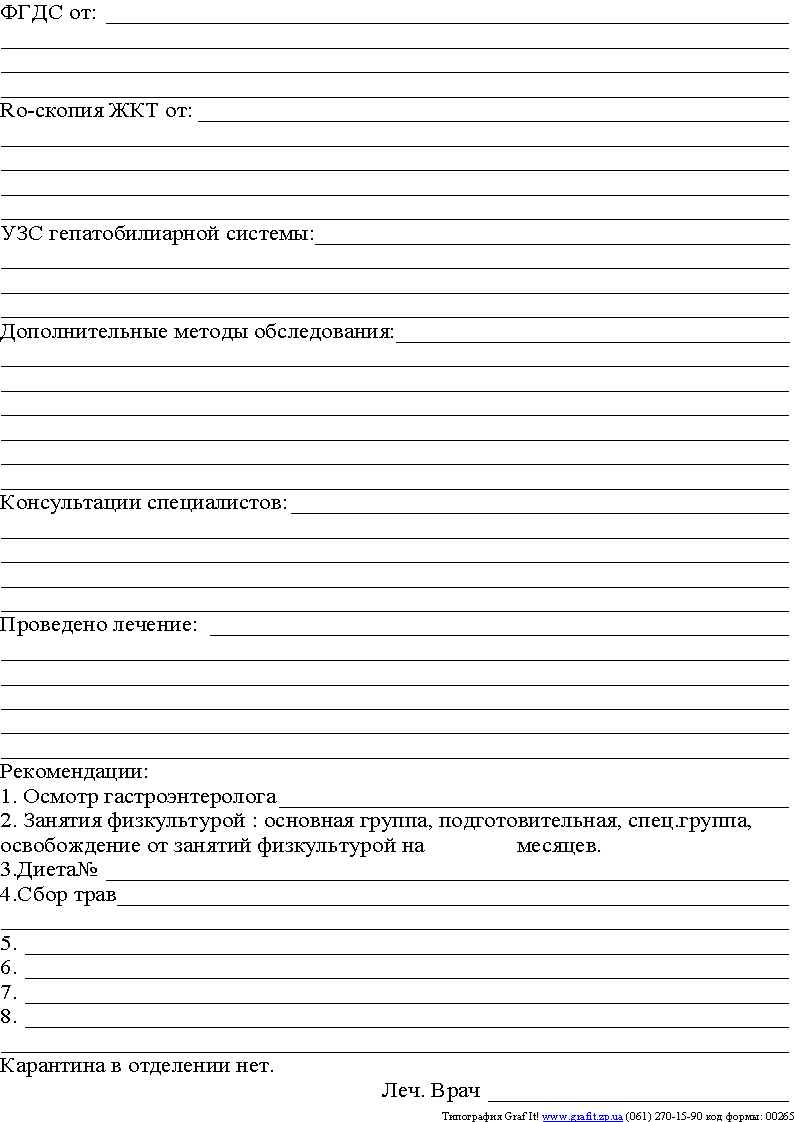 ФГДС от:
Ro-скопия ЖКТ от:
УЗС гепатобилиарной системы:
Дополнительные методы обследования:
Консультации специалистов:
Проведено лечение:
Рекомендации:
1. Осмотр гастроэнтеролога
2. Занятия физкультурой : основная группа, подготовительная, спец.группа,
освобождение от занятий физкультурой на месяцев.
3.Диета№
4.Сбор трав
5.
6.
7.
8.
Карантина в отделении нет.
Леч. Врач
Типография Graf It! www.grafit.zp.ua (061) 270-15-90 код формы: 00265